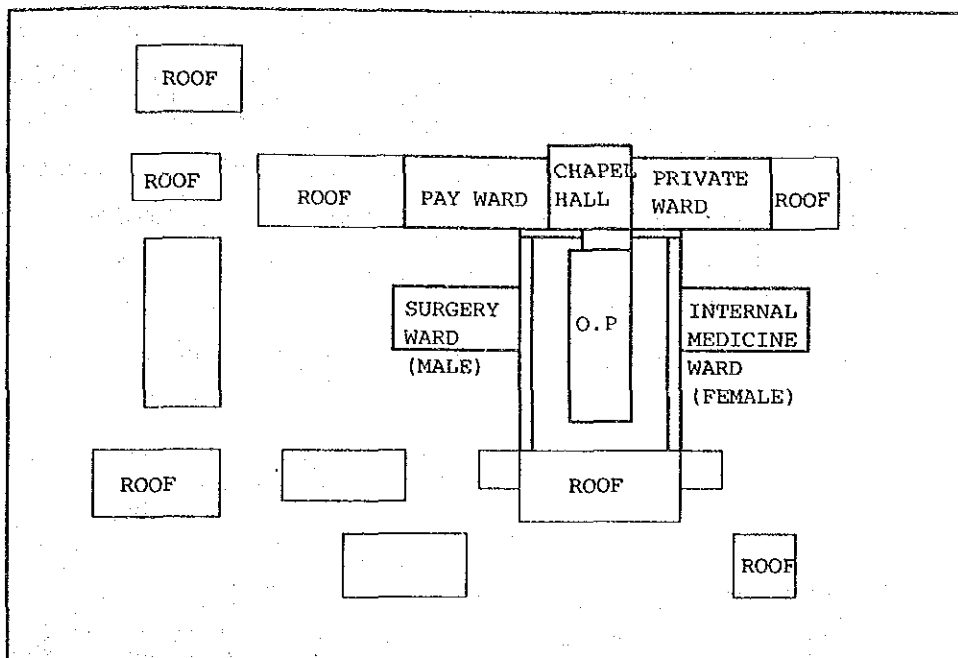 ROOF
ROOF
ROOF
PAY WARD
CHAPEL
HALL
PRIVATE
WARD
ROOF
SURGERY
WARD
(MALE)
O.P
INTERNAL
MEDICINE
WARD
(FEMALE)
ROOF
ROOF
ROOF